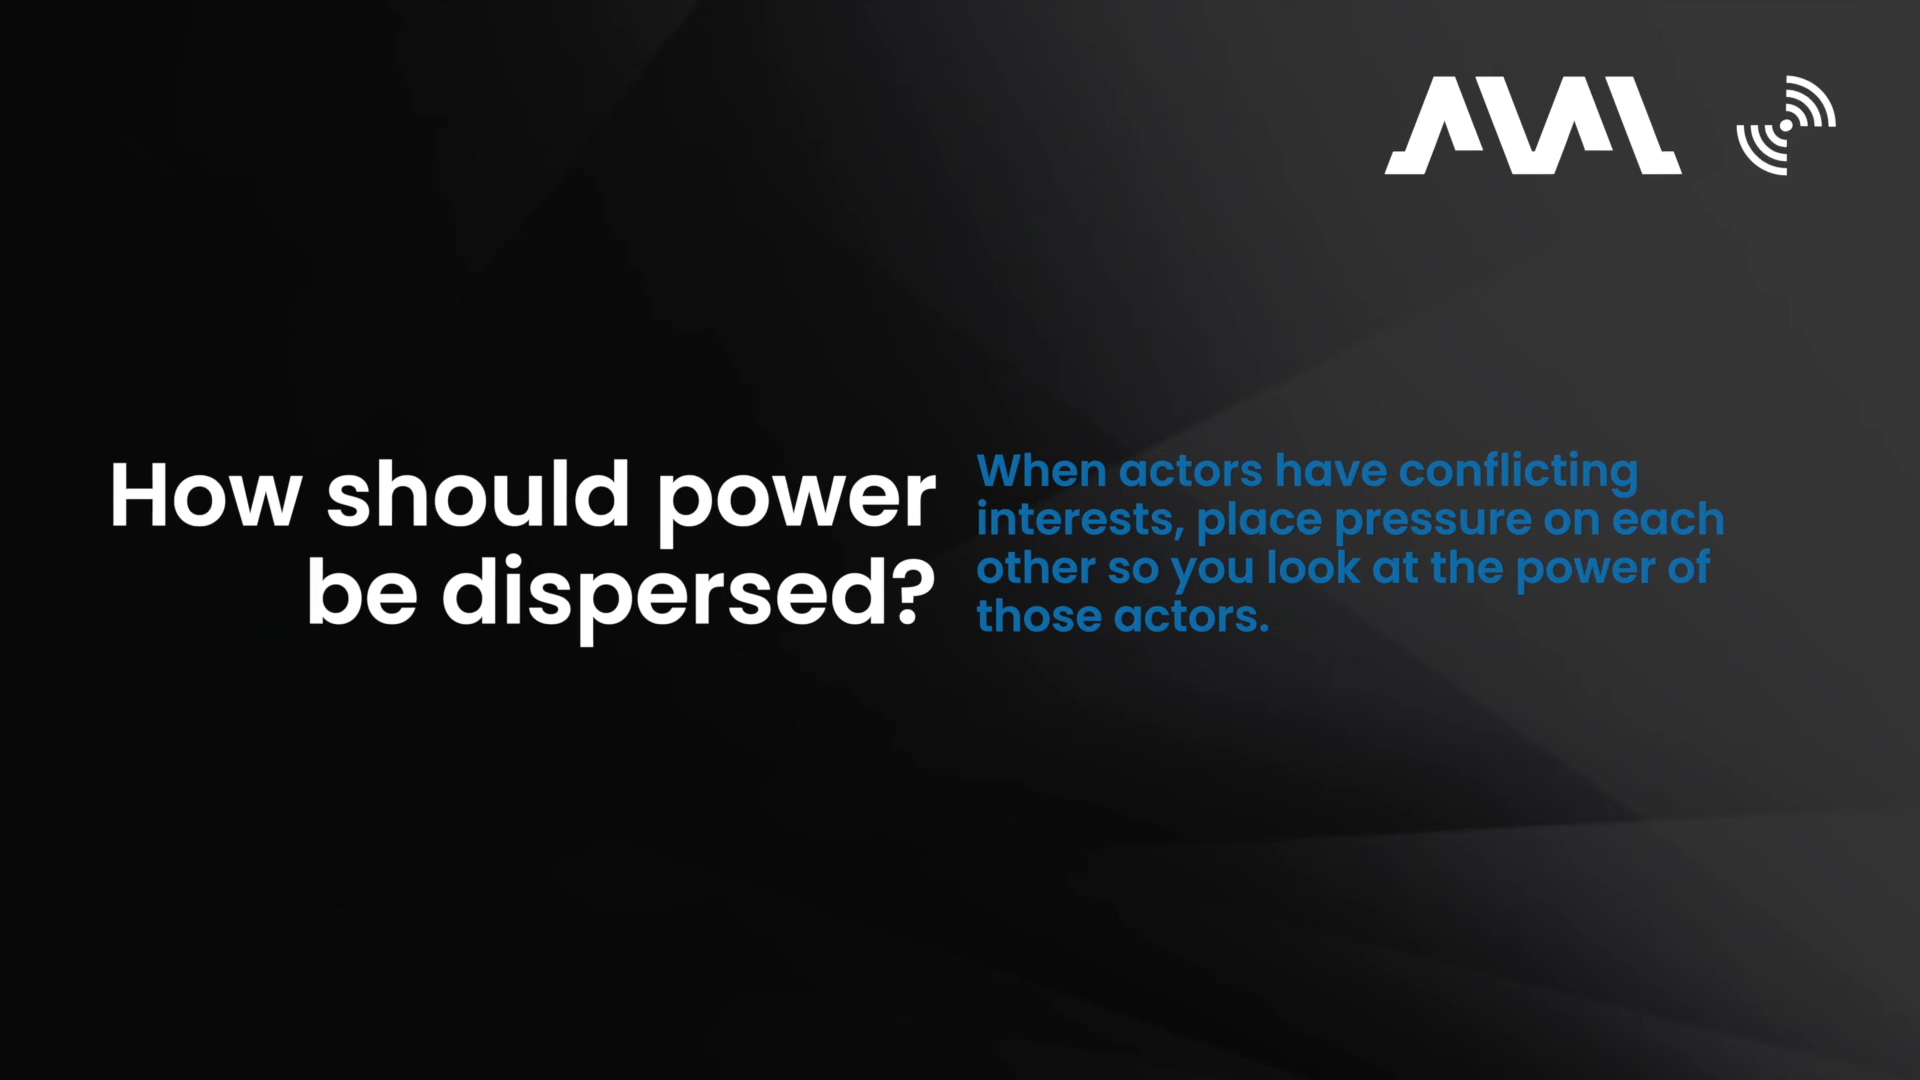 How should power
be dispersed?
When actors have conflicting
interests, place pressure on each
other so you look at the power of
those actors.